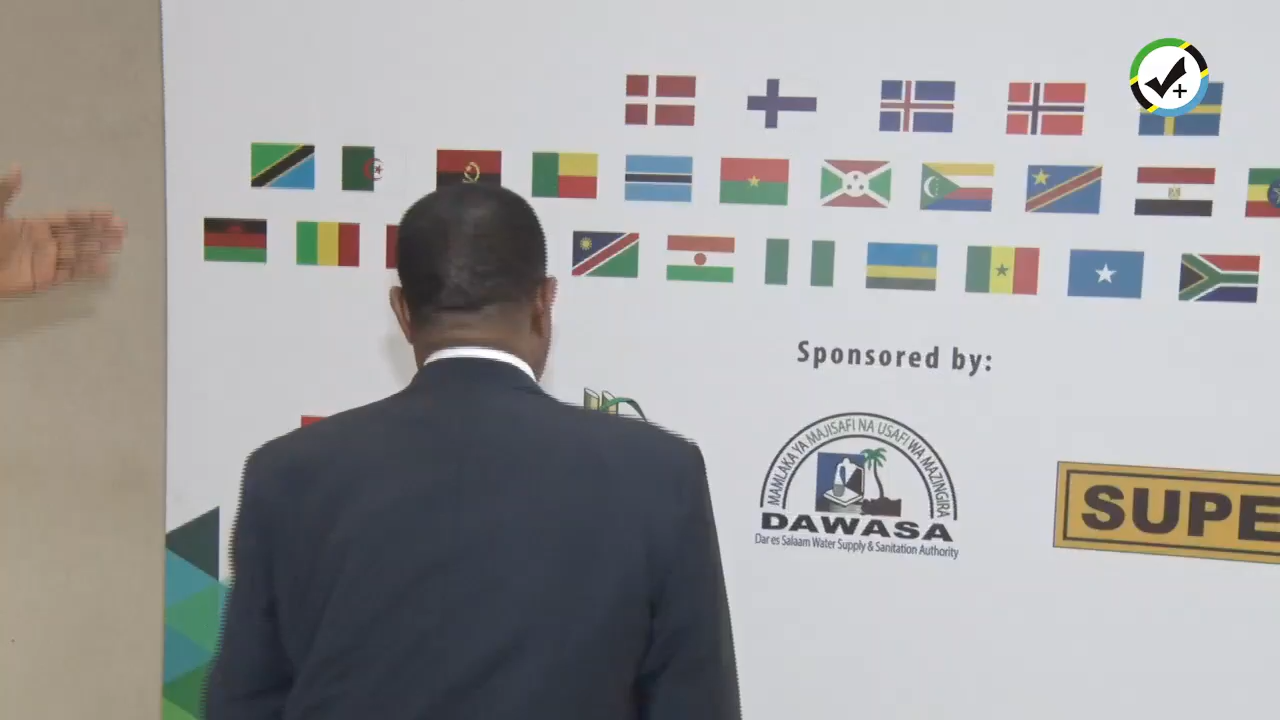 Sponsored by:
MAMLAKA YA MAJISAFI NA USAFI WA MAZINGIRA
DAWASA
Dar es Salaam Water Supply & Sanitation Authority
SUPE